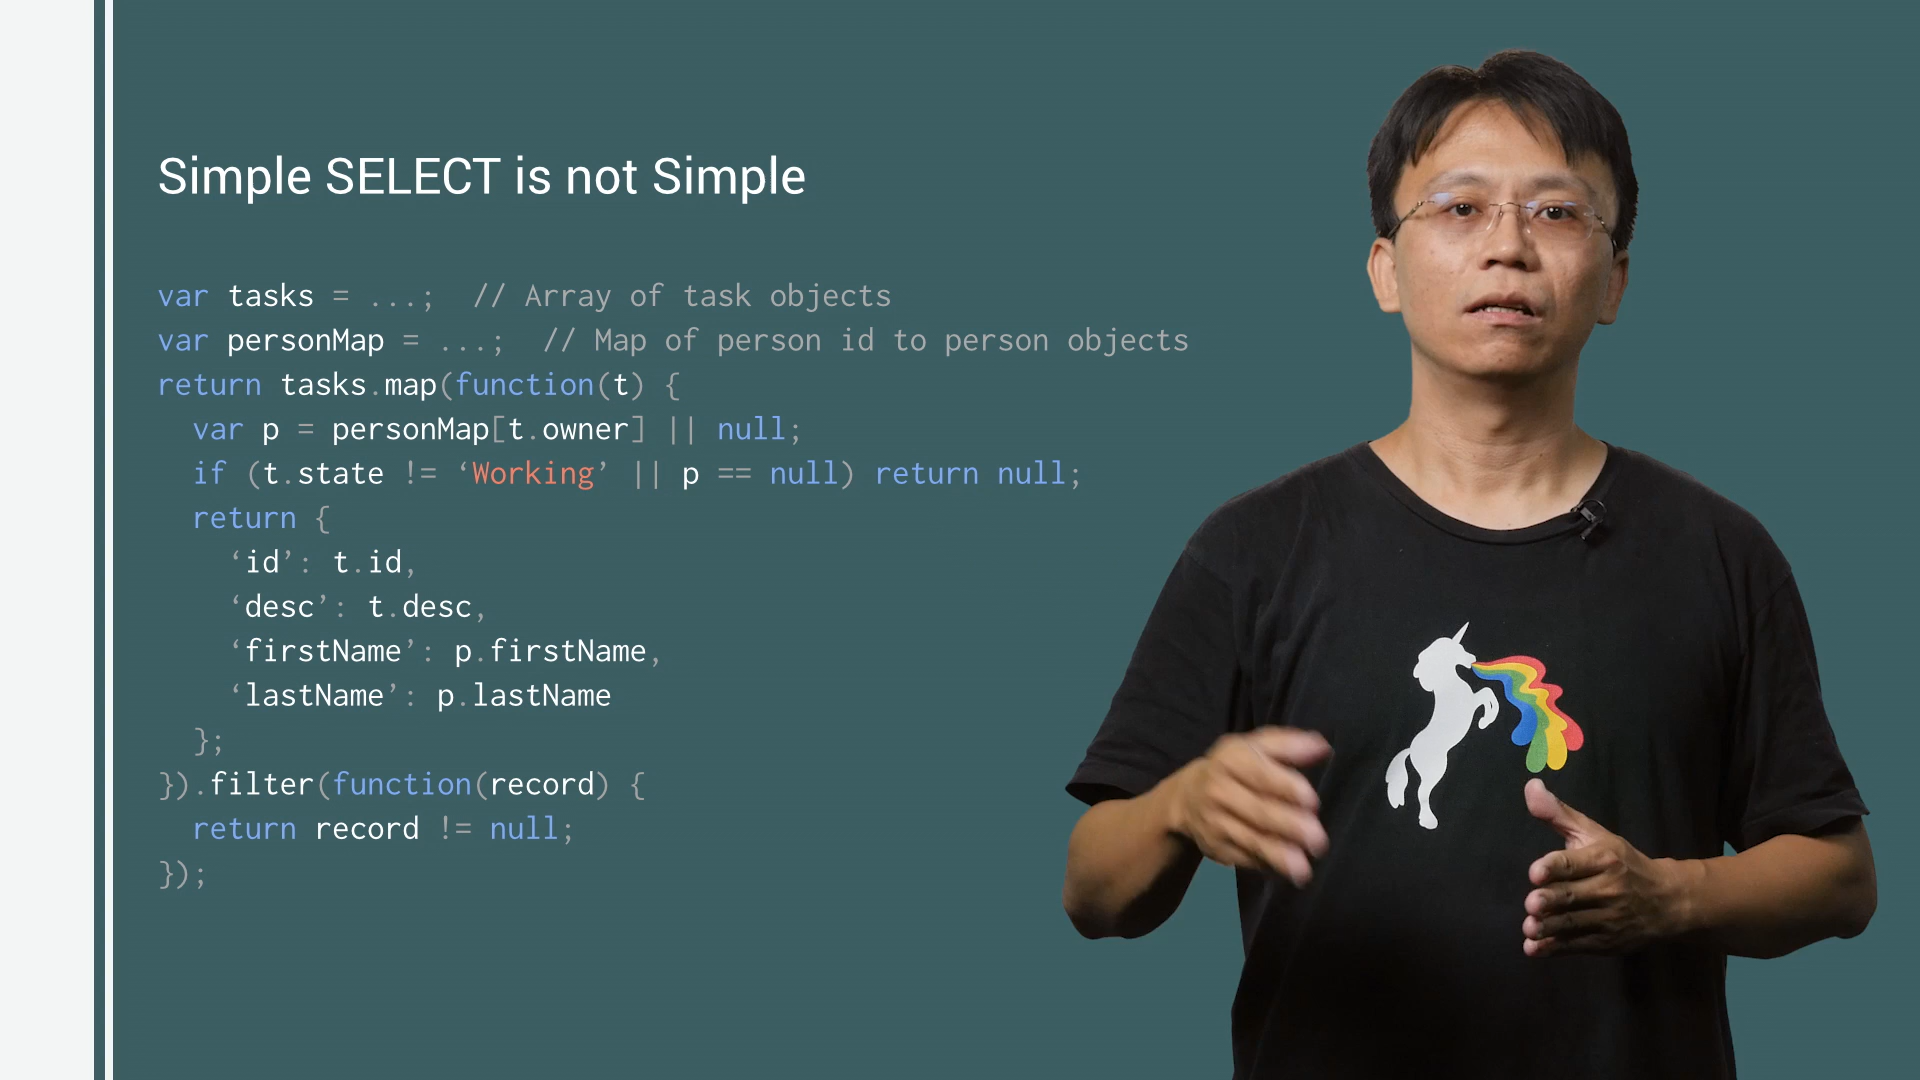 Simple SELECT is not Simple
var tasks = ...;  // Array of task objects
var personMap = ...;  // Map of person id to person objects
return tasks.map(function(t) {
  var p = personMap[t.owner] || null;
  if (t.state != ‘Working’ || p == null) return null;
  return {
    ‘id’: t.id,
    ‘desc’: t.desc,
    ‘firstName’: p.firstName,
    ‘lastName’: p.lastName
  };
}).filter(function(record) {
  return record != null;
});